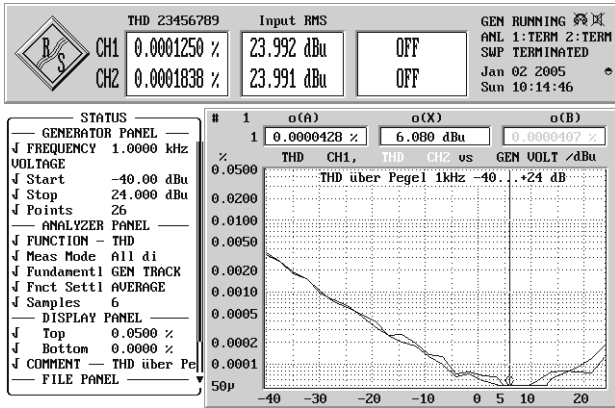 THD 23456789 Input RMS
GEN RUNNING
R S CH1 0.0001250 % 23.992 dBu OFF
ANL 1:TERM 2:TERM
SWP TERMINATED
CH2 0.0001838 % 23.991 dBu OFF
Jan 02 2005
Sun 10:14:46
STATUS
GENERATOR PANEL
FREQUENCY 1.0000 kHz
VOLTAGE
Start -40.00 dBu
Stop 24.000 dBu
Points 26
ANALYZER PANEL
FUNCTION - THD
Meas Mode All di
Fundamentl GEN TRACK
Fnct Settl AVERAGE
Samples 6
DISPLAY PANEL
Top 0.0500 %
Bottom 0.0000 %
COMMENT — THD über Pe
FILE PANEL
# 1 o(A) o(X) o(B)
1 0.0000428 % 6.080 dBu 0.0000407 %
% THD CH1, THD CH2 vs GEN VOLT /dBu
THD über Pegel 1kHz -40...+24 dB
0.0500
0.0200
0.0100
0.0050
0.0020
0.0010
0.0005
0.0002
0.0001
50µ
-40 -30 -20 -10 0 5 10 20